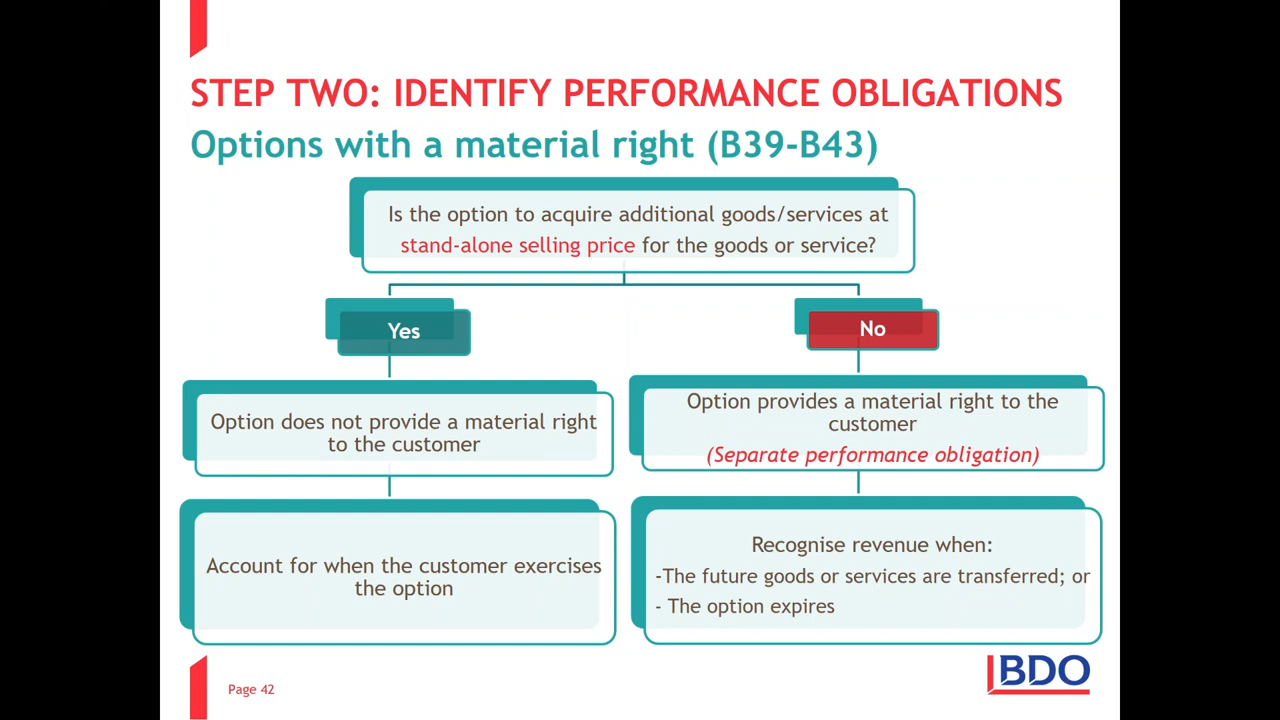 STEP TWO: IDENTIFY PERFORMANCE OBLIGATIONS
Options with a material right (B39-B43)
Is the option to acquire additional goods/services at
stand-alone selling price for the goods or service?
Yes
No
Option does not provide a material right
to the customer
Option provides a material right to the
customer
(Separate performance obligation)
Account for when the customer exercises
the option
Recognise revenue when:
-The future goods or services are transferred; or
- The option expires
Page 42
BDO